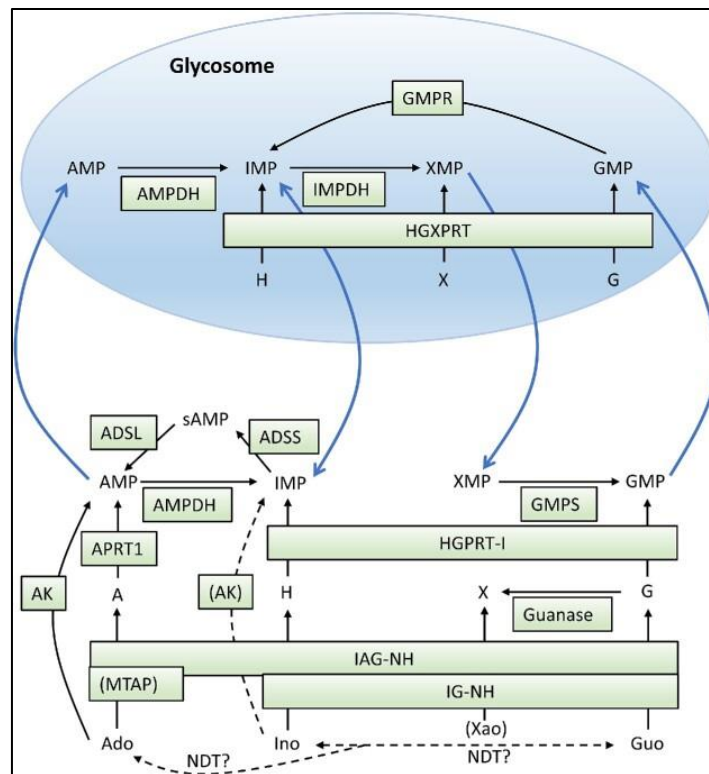 Glycosome
GMPR
AMP IMP XMP GMP
AMPDH IMPDH
HGXPRT
H X G
sAMP
ADSL ADSS
AMP IMP XMP GMP
AMPDH GMPS
APRT1 HGPRT-I
AK A (AK) H X G
Guanase
IAG-NH
(MTAP) IG-NH
Ado Ino (Xao) Guo
NDT? NDT?